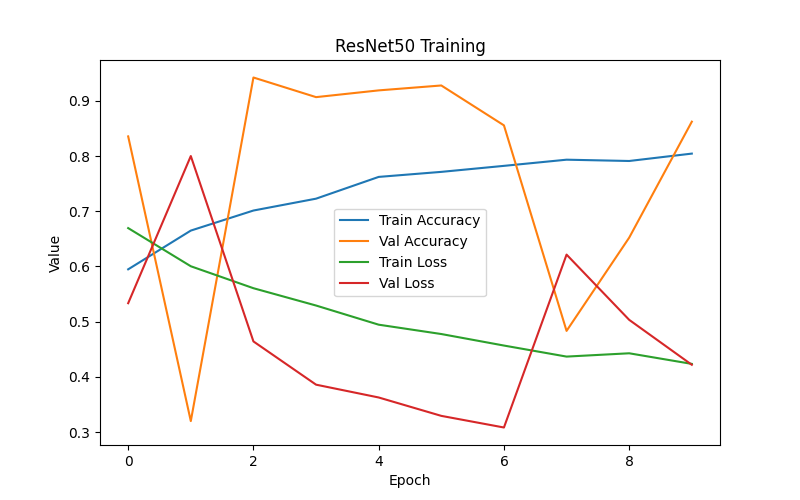 ResNet50 Training
Value
0.9
0.8
0.7
0.6
0.5
0.4
0.3
Train Accuracy
Val Accuracy
Train Loss
Val Loss
0 2 4 6 8
Epoch